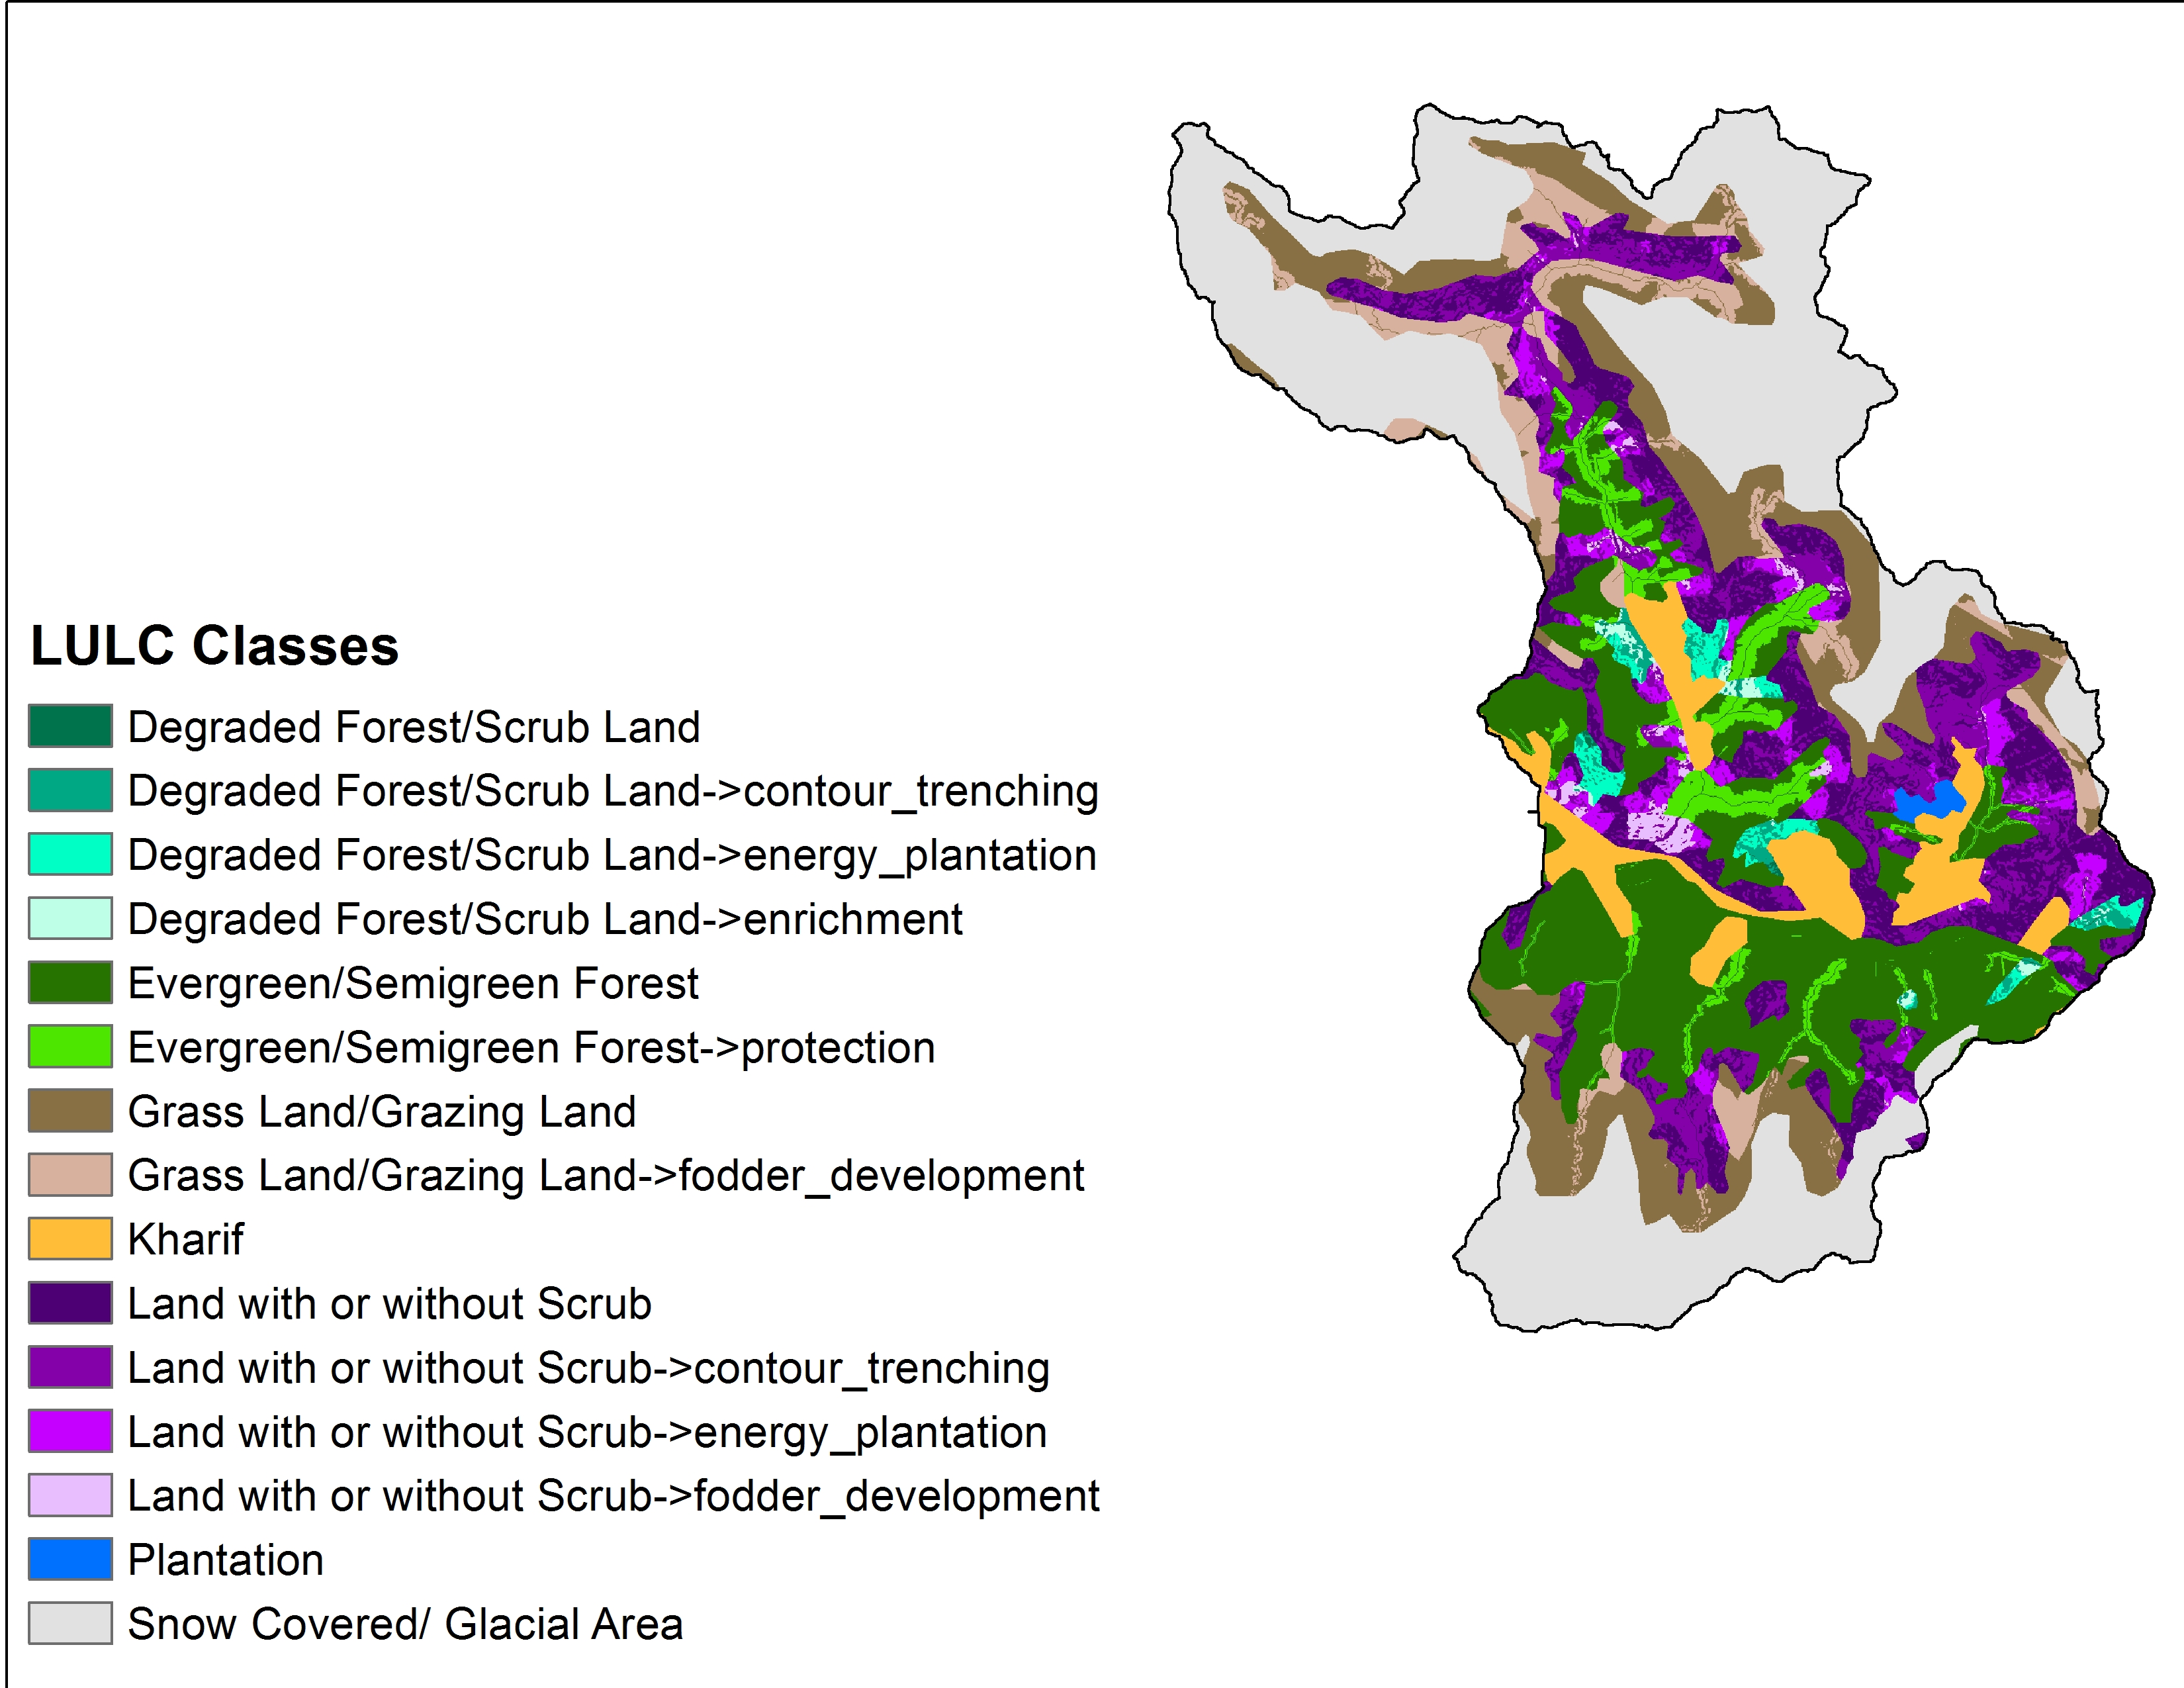 LULC Classes
Degraded Forest/Scrub Land
Degraded Forest/Scrub Land->contour_trenching
Degraded Forest/Scrub Land->energy_plantation
Degraded Forest/Scrub Land->enrichment
Evergreen/Semigreen Forest
Evergreen/Semigreen Forest->protection
Grass Land/Grazing Land
Grass Land/Grazing Land->fodder_development
Kharif
Land with or without Scrub
Land with or without Scrub->contour_trenching
Land with or without Scrub->energy_plantation
Land with or without Scrub->fodder_development
Plantation
Snow Covered/ Glacial Area